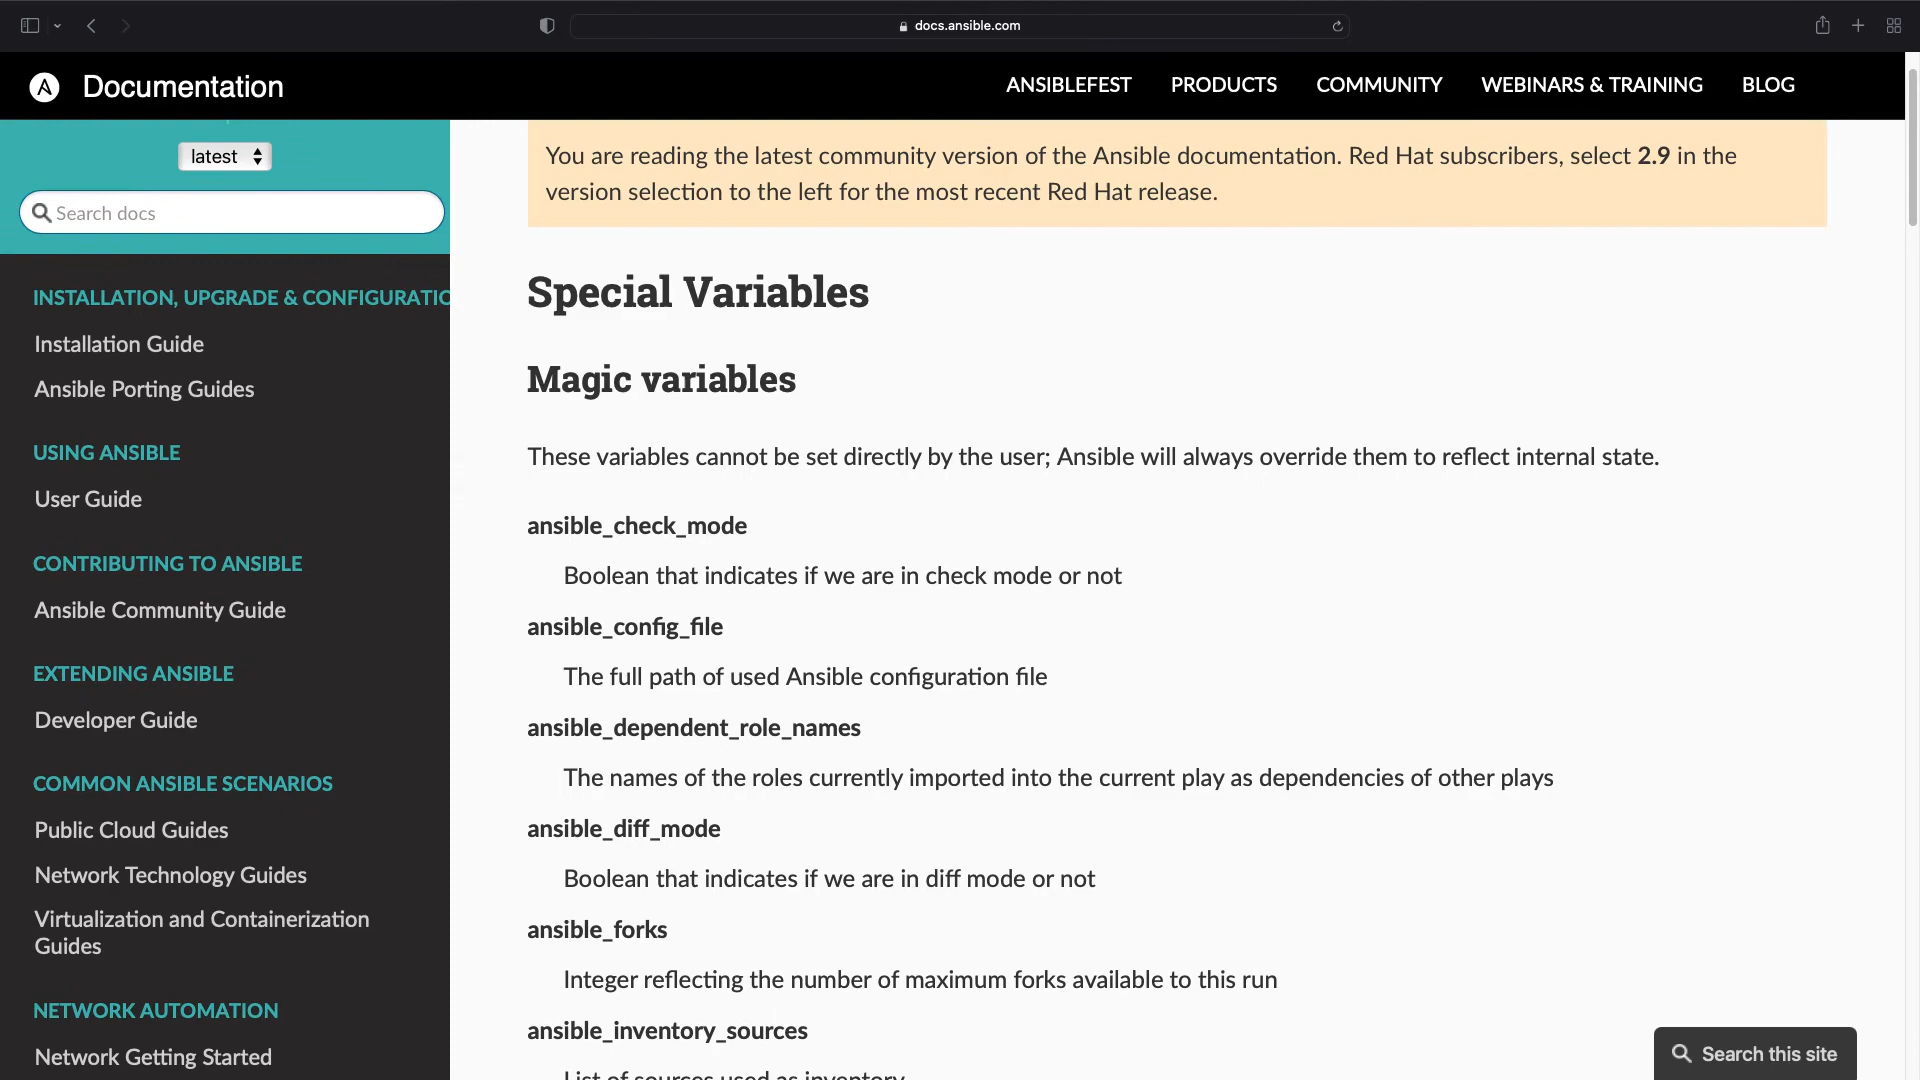 docs.ansible.com
Documentation
ANSIBLEFEST
PRODUCTS
COMMUNITY
WEBINARS & TRAINING
BLOG
latest
Search docs
INSTALLATION, UPGRADE & CONFIGURATIO
Installation Guide
Ansible Porting Guides
USING ANSIBLE
User Guide
CONTRIBUTING TO ANSIBLE
Ansible Community Guide
EXTENDING ANSIBLE
Developer Guide
COMMON ANSIBLE SCENARIOS
Public Cloud Guides
Network Technology Guides
Virtualization and Containerization
Guides
NETWORK AUTOMATION
Network Getting Started
You are reading the latest community version of the Ansible documentation. Red Hat subscribers, select 2.9 in the
version selection to the left for the most recent Red Hat release.
Special Variables
Magic variables
These variables cannot be set directly by the user; Ansible will always override them to reflect internal state.
ansible_check_mode
Boolean that indicates if we are in check mode or not
ansible_config_file
The full path of used Ansible configuration file
ansible_dependent_role_names
The names of the roles currently imported into the current play as dependencies of other plays
ansible_diff_mode
Boolean that indicates if we are in diff mode or not
ansible_forks
Integer reflecting the number of maximum forks available to this run
ansible_inventory_sources
List of sources used as inventory
Search this site